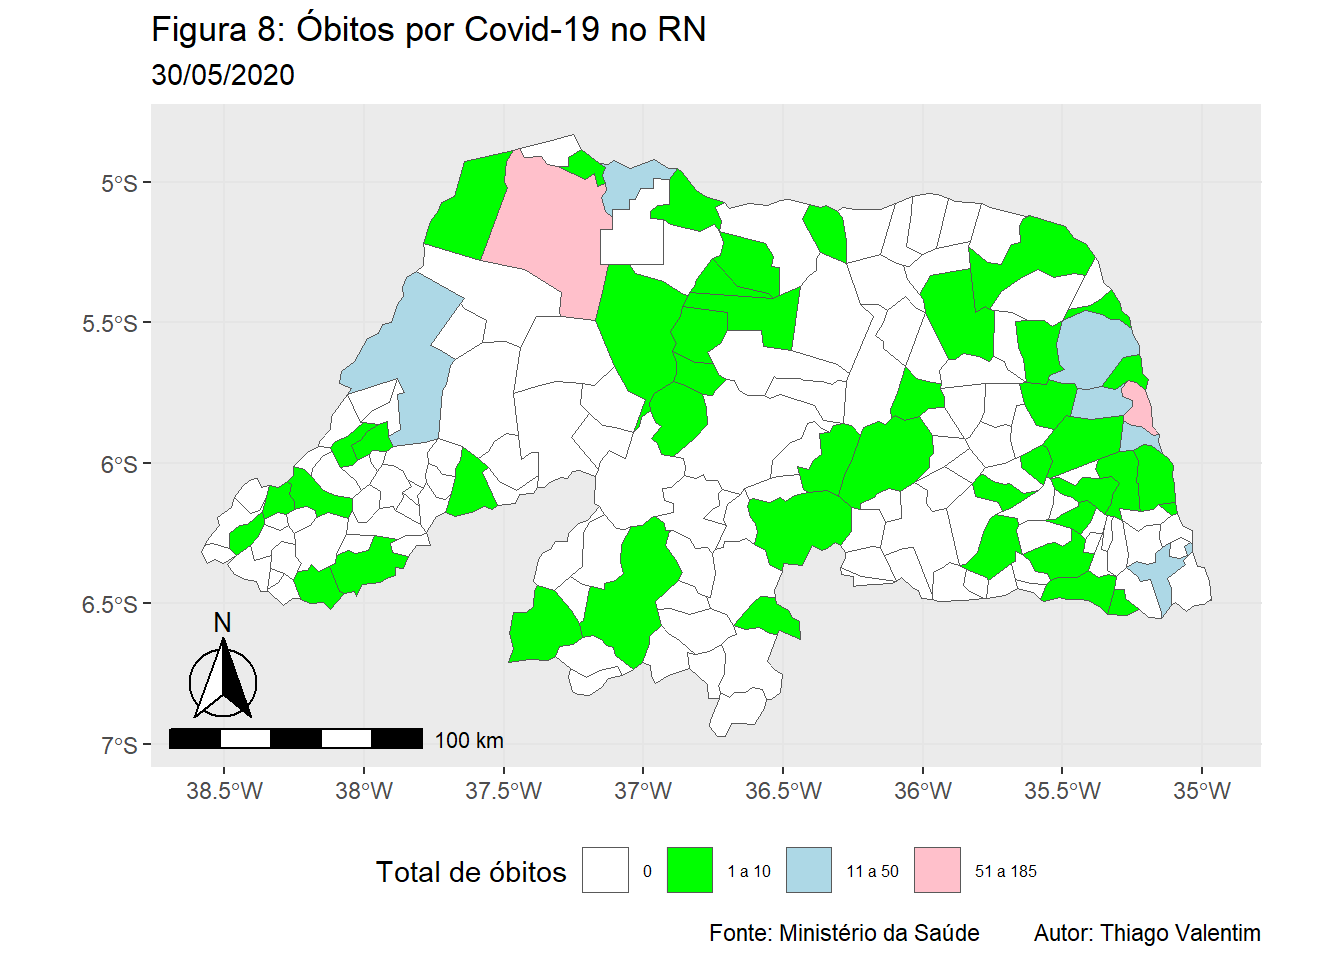 Figura 8: Óbitos por Covid-19 no RN
30/05/2020
5°S
5.5°S
6°S
6.5°S
7°S
N
100 km
38.5°W 38°W 37.5°W 37°W 36.5°W 36°W 35.5°W 35°W
Total de óbitos 0 1 a 10 11 a 50 51 a 185
Fonte: Ministério da Saúde Autor: Thiago Valentim